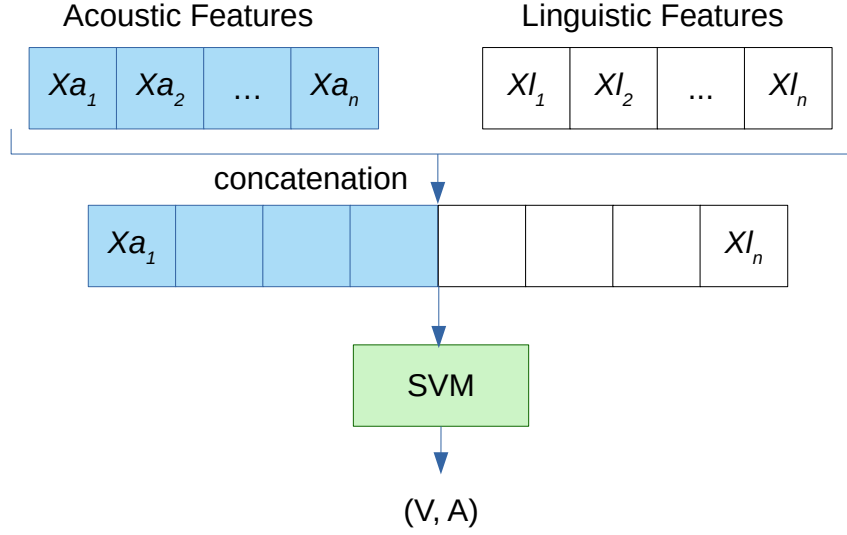 Acoustic Features Linguistic Features
Xa₁ Xa₂ ... Xaₙ Xl₁ Xl₂ ... Xlₙ
concatenation
Xa₁ Xlₙ
SVM
(V, A)